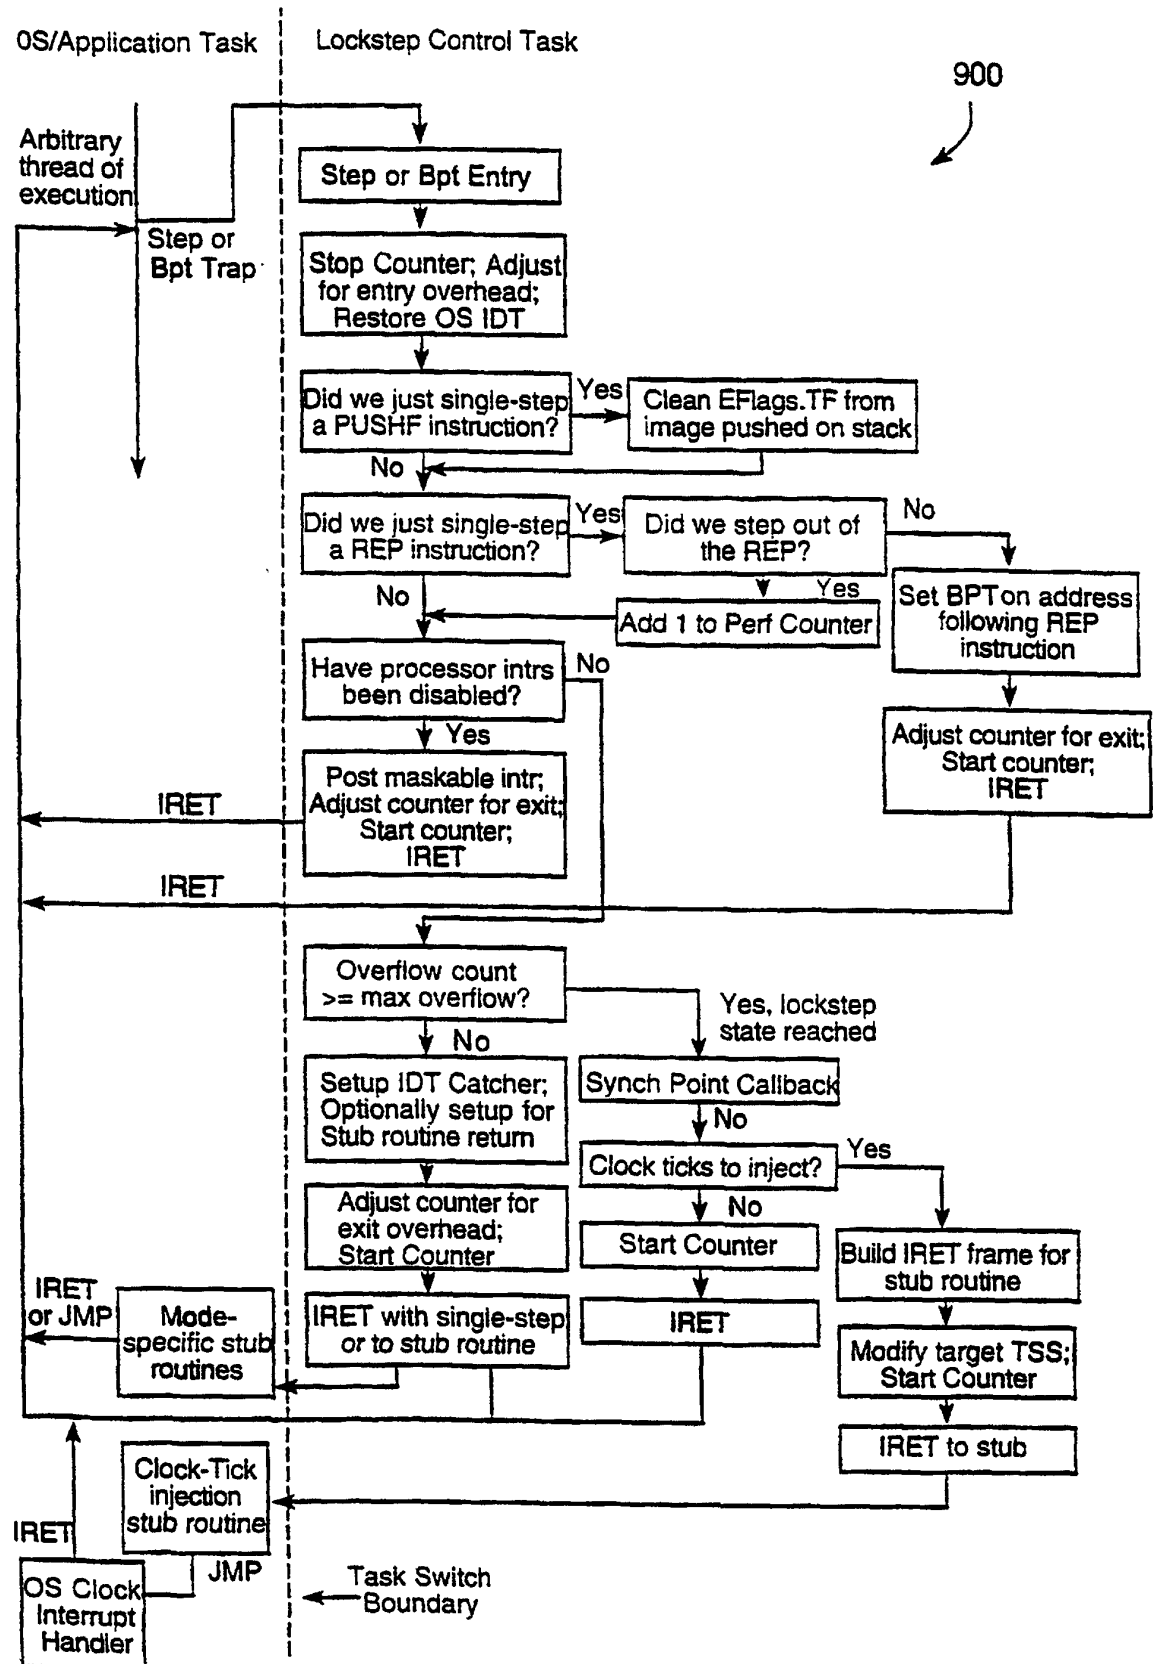 OS/Application Task
Lockstep Control Task
900
Arbitrary
thread of
execution
Step or
Bpt Trap
Step or Bpt Entry
Stop Counter; Adjust
for entry overhead;
Restore OS IDT
Did we just single-step
a PUSHF instruction?
Yes
Clean EFlags.TF from
image pushed on stack
No
Did we just single-step
a REP instruction?
Yes
Did we step out of
the REP?
No
No
Yes
Add 1 to Perf Counter
Set BPTon address
following REP
instruction
Have processor intrs
been disabled?
No
Yes
Adjust counter for exit;
Start counter;
IRET
Post maskable intr;
Adjust counter for exit;
Start counter;
IRET
IRET
IRET
Overflow count
>= max overflow?
Yes, lockstep
state reached
No
Setup IDT Catcher;
Optionally setup for
Stub routine return
Synch Point Callback
No
Clock ticks to inject?
Yes
Adjust counter for
exit overhead;
Start Counter
No
Start Counter
Build IRET frame for
stub routine
IRET
or JMP
Mode-
specific stub
routines
IRET with single-step
or to stub routine
IRET
Modify target TSS;
Start Counter
IRET to stub
Clock-Tick
injection
stub routine
IRET
JMP
OS Clock
Interrupt
Handler
Task Switch
Boundary